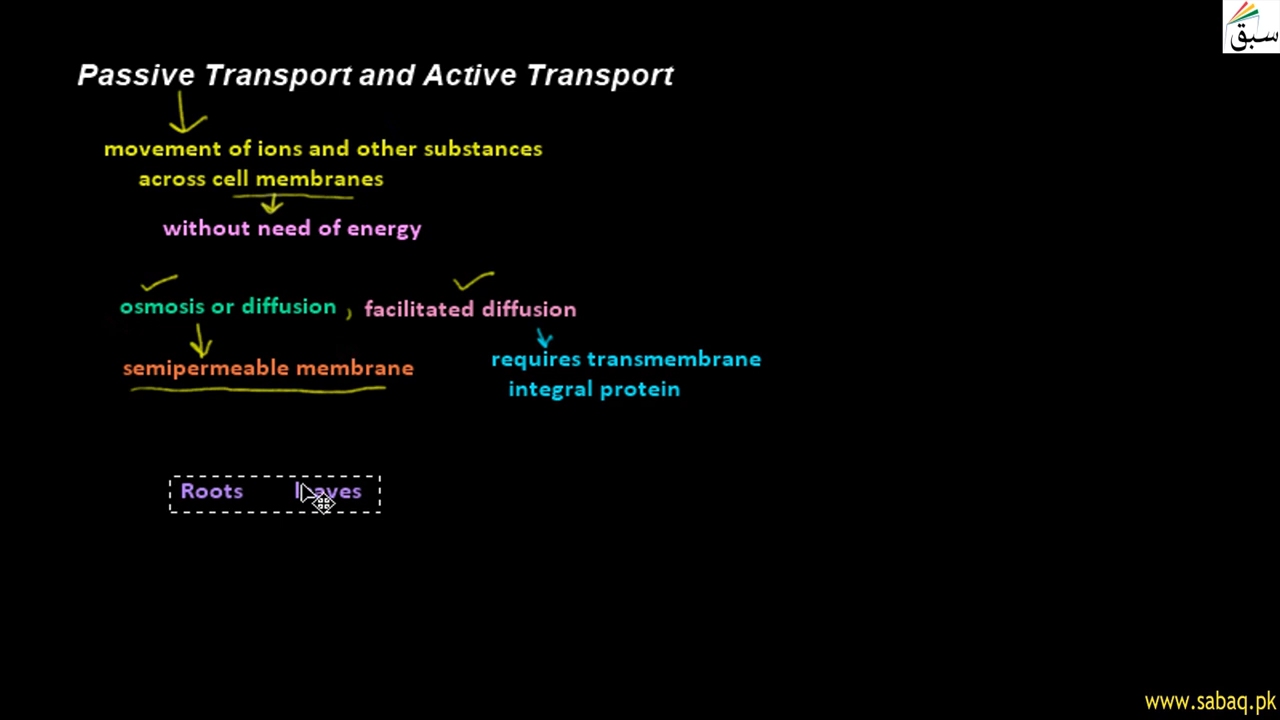 سبق
Passive Transport and Active Transport
movement of ions and other substances
across cell membranes
without need of energy
osmosis or diffusion , facilitated diffusion
semipermeable membrane
requires transmembrane
integral protein
Roots leaves
www.sabaq.pk